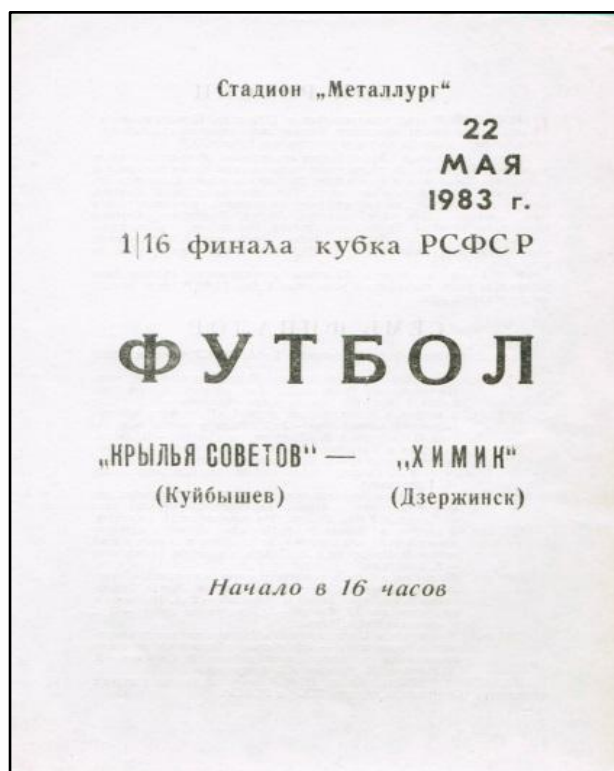 Стадион „Металлург“
22
МАЯ
1983 г.
1|16 финала кубка РСФСР
ФУТБОЛ
„КРЫЛЬЯ СОВЕТОВ“ — „ХИМИК“
(Куйбышев) (Дзержинск)
Начало в 16 часов